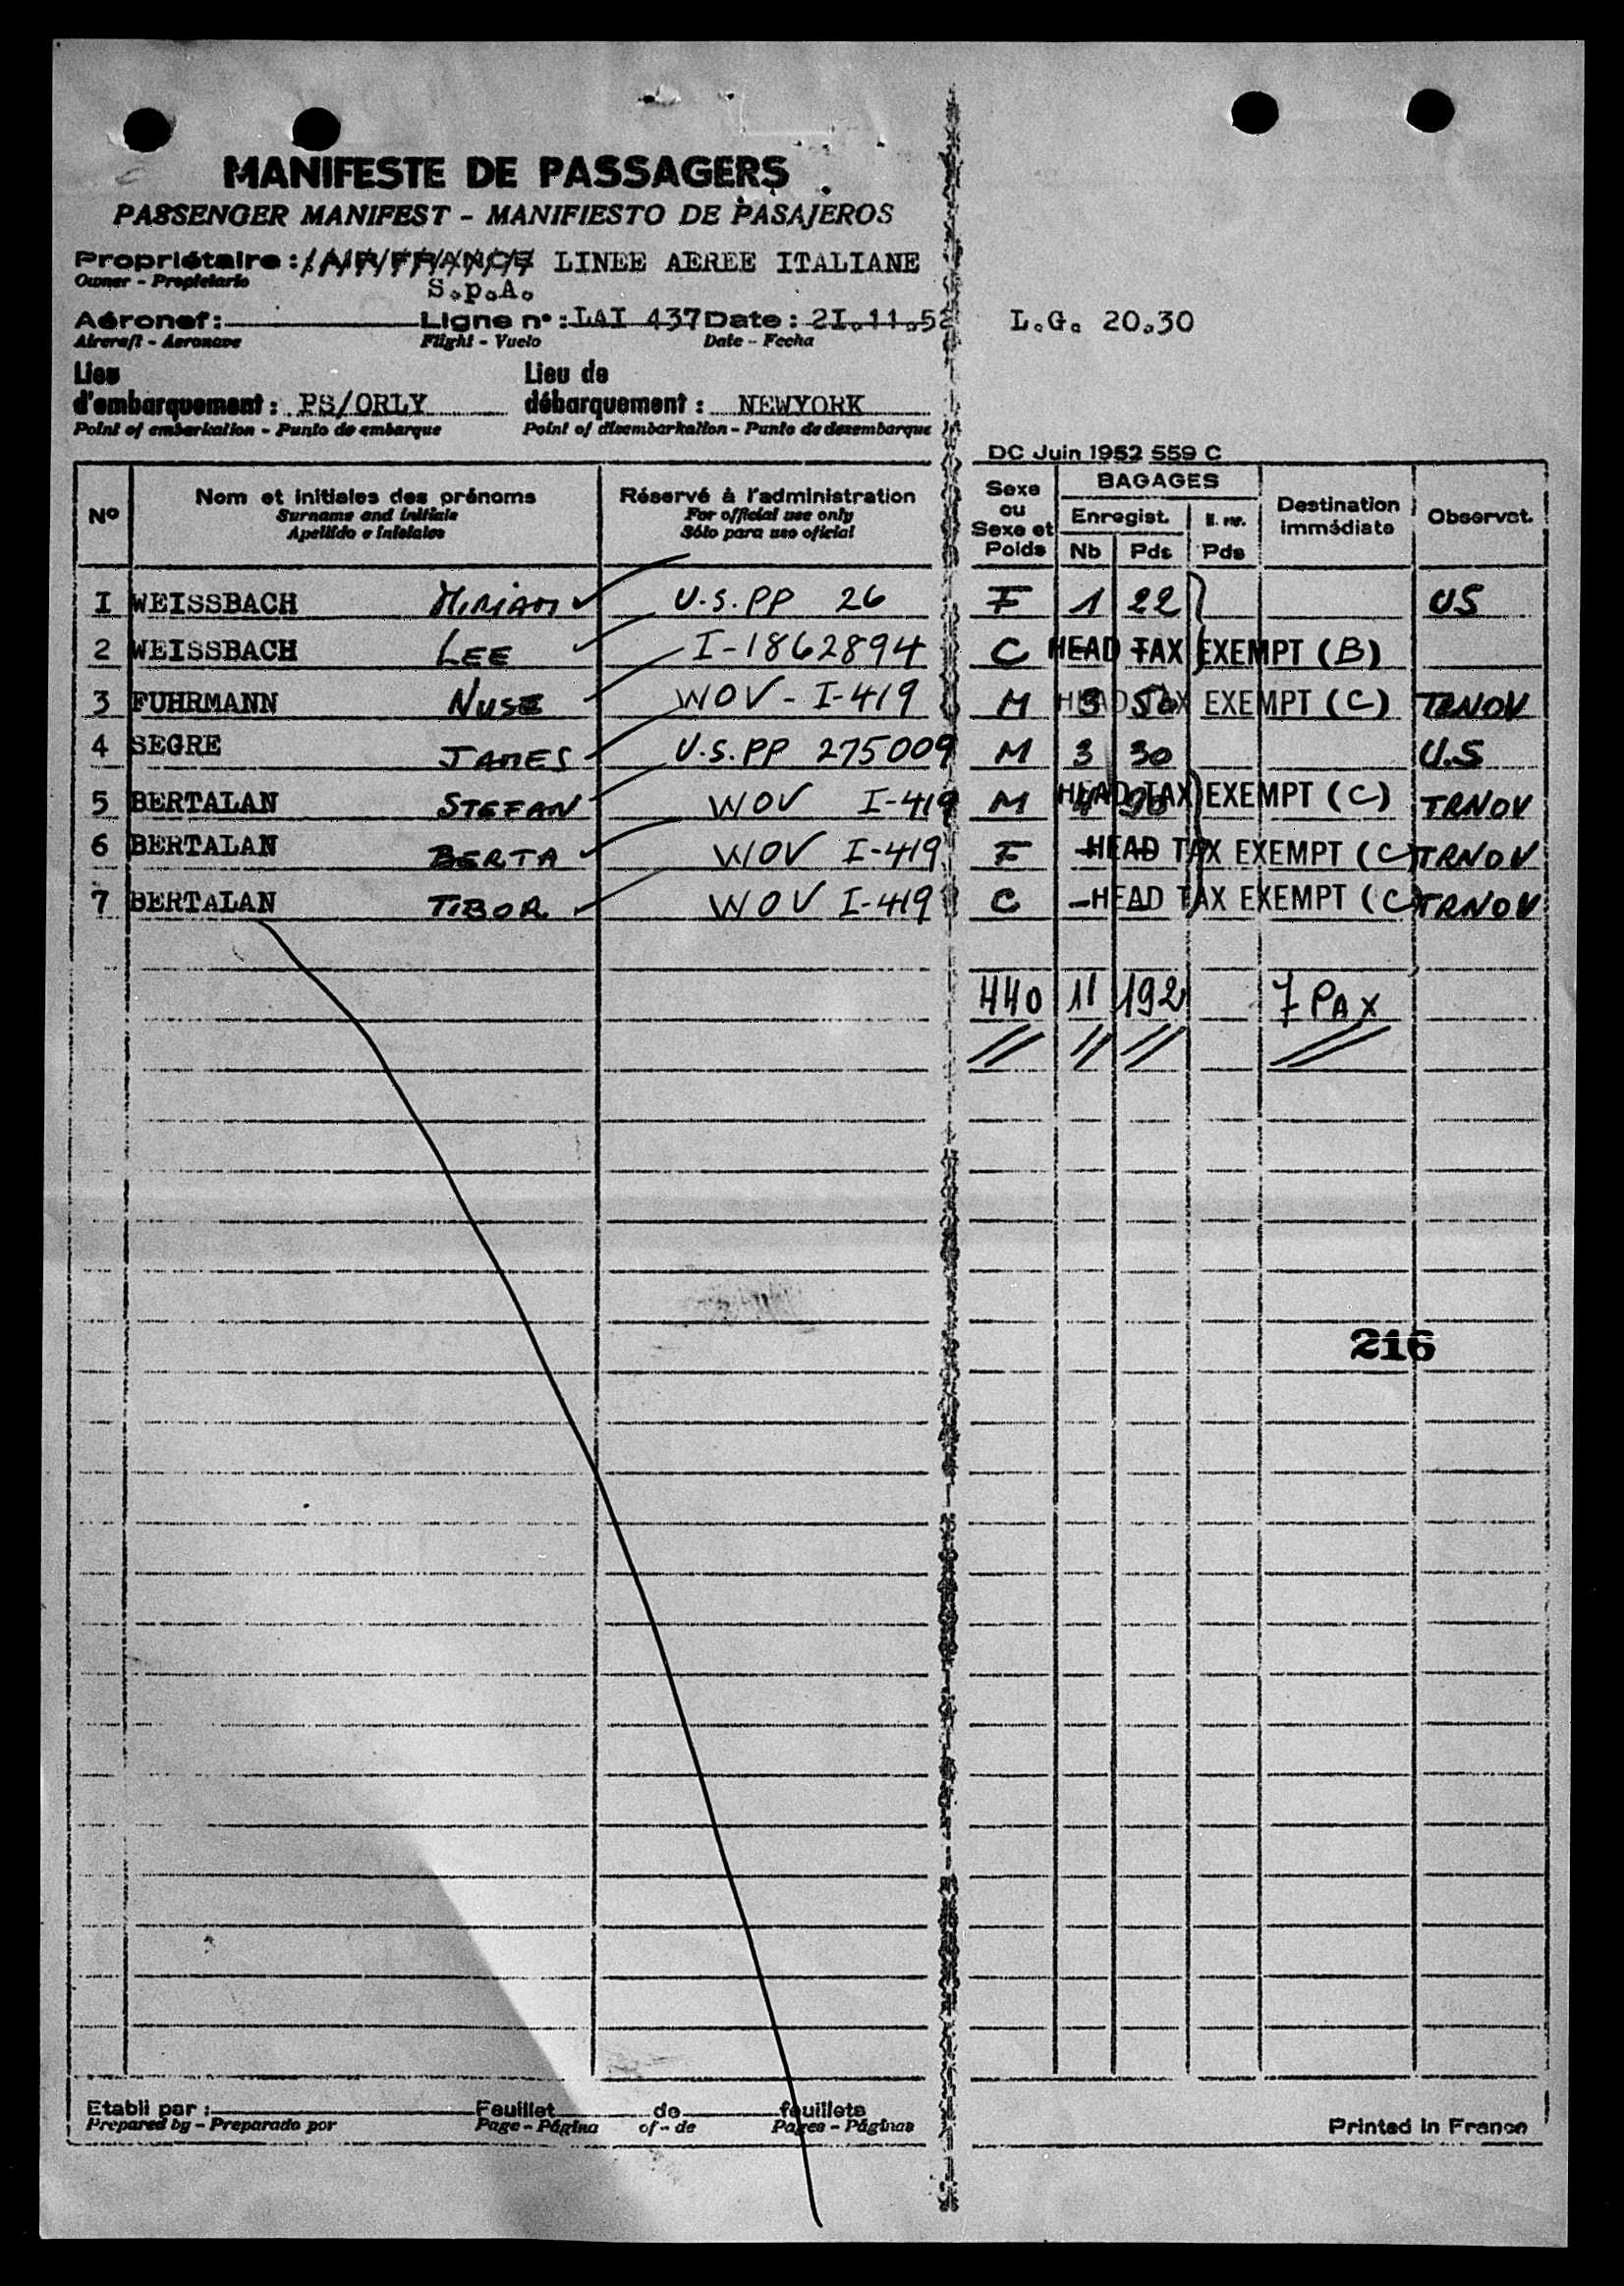 MANIFESTE DE PASSAGERS
PASSENGER MANIFEST - MANIFIESTO DE PASAJEROS
Propriétaire : AIR FRANCE LINEE AEREE ITALIANE
Owner - Propietario
S.p.A.
Aéronef: Ligne n° : LAI 437 Date : 2I.11.52 L.G. 20.30
Aircraft - Aeronave Flight - Vuelo Date - Fecha
Lieu Lieu de
d'embarquement : PS/ORLY débarquement : NEWYORK
Point of embarkation - Punto de embarque Point of disembarkation - Punto de desembarque
DC Juin 1952 559 C
N° Nom et initiales des prénoms Réservé à l'administration Sexe ou Sexe et Poids BAGAGES Destination immédiate Observat.
Surname and initials For official use only Enregist.
Apellido e iniciales Sólo para uso oficial Nb Pds Pds
I WEISSBACH MIRIAM U.S.PP 26 F 1 22 US
2 WEISSBACH LEE I-1862894 C HEAD TAX EXEMPT (B)
3 FUHRMANN NUSE WOV - I-419 M 3 50 HEAD TAX EXEMPT (C) TRNOV
4 SEGRE JAMES U.S.PP 275009 M 3 30 U.S
5 BERTALAN STEFAN WOV I-419 M 4 90 HEAD TAX EXEMPT (C) TRNOV
6 BERTALAN BERTA WOV I-419 F HEAD TAX EXEMPT (C) TRNOV
7 BERTALAN TIBOR WOV I-419 C - HEAD TAX EXEMPT (C) TRNOV
440 11 192 7 PAX
216
Etabli par : Feuillet de feuillets
Prepared by - Preparado por Page - Página of - de Pages - Páginas
Printed in France